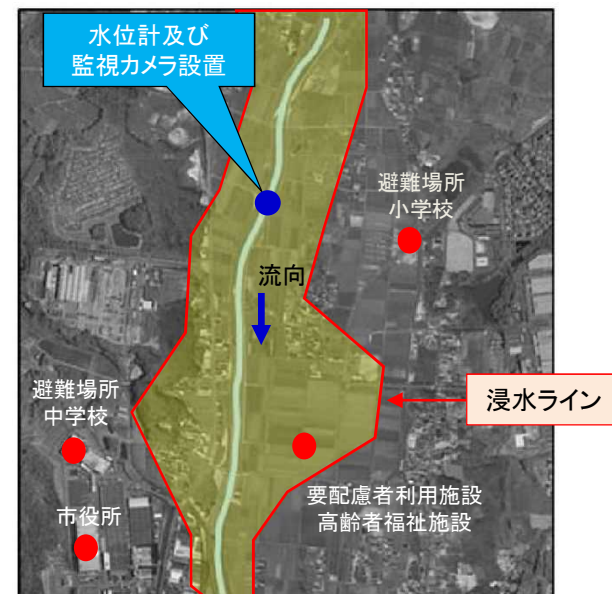 水位計及び
監視カメラ設置
避難場所
小学校
流向
浸水ライン
避難場所
中学校
要配慮者利用施設
高齢者福祉施設
市役所